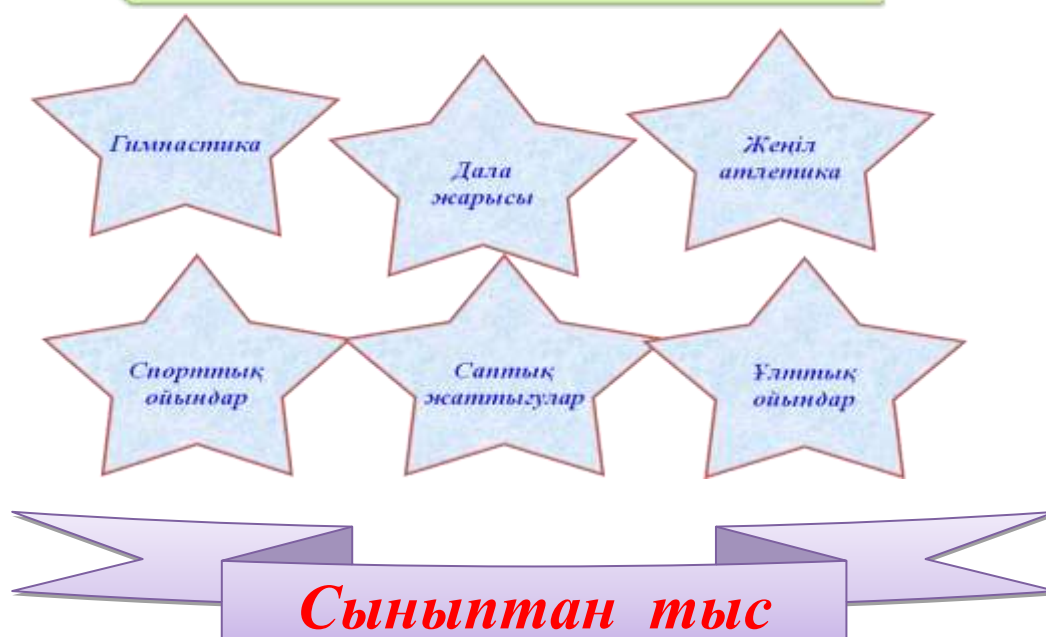 Гимнастика
Дала
жарысы
Жеңіл
атлетика
Спорттық
ойындар
Саптық
жаттығулар
Ұлттық
ойындар
Сыныптан тыс